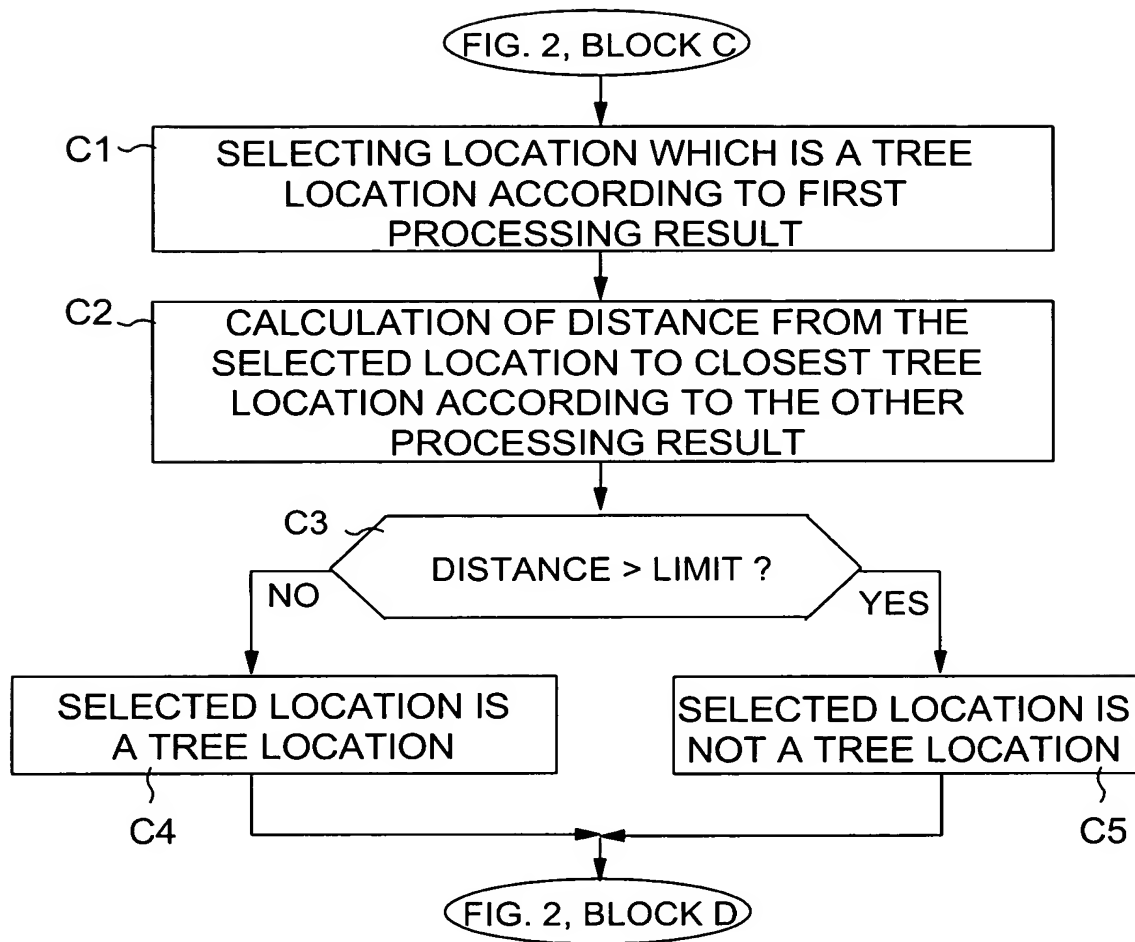 FIG. 2, BLOCK C
C1
SELECTING LOCATION WHICH IS A TREE
LOCATION ACCORDING TO FIRST
PROCESSING RESULT
C2
CALCULATION OF DISTANCE FROM THE
SELECTED LOCATION TO CLOSEST TREE
LOCATION ACCORDING TO THE OTHER
PROCESSING RESULT
C3
DISTANCE > LIMIT ?
NO
YES
SELECTED LOCATION IS
A TREE LOCATION
C4
SELECTED LOCATION IS
NOT A TREE LOCATION
C5
FIG. 2, BLOCK D